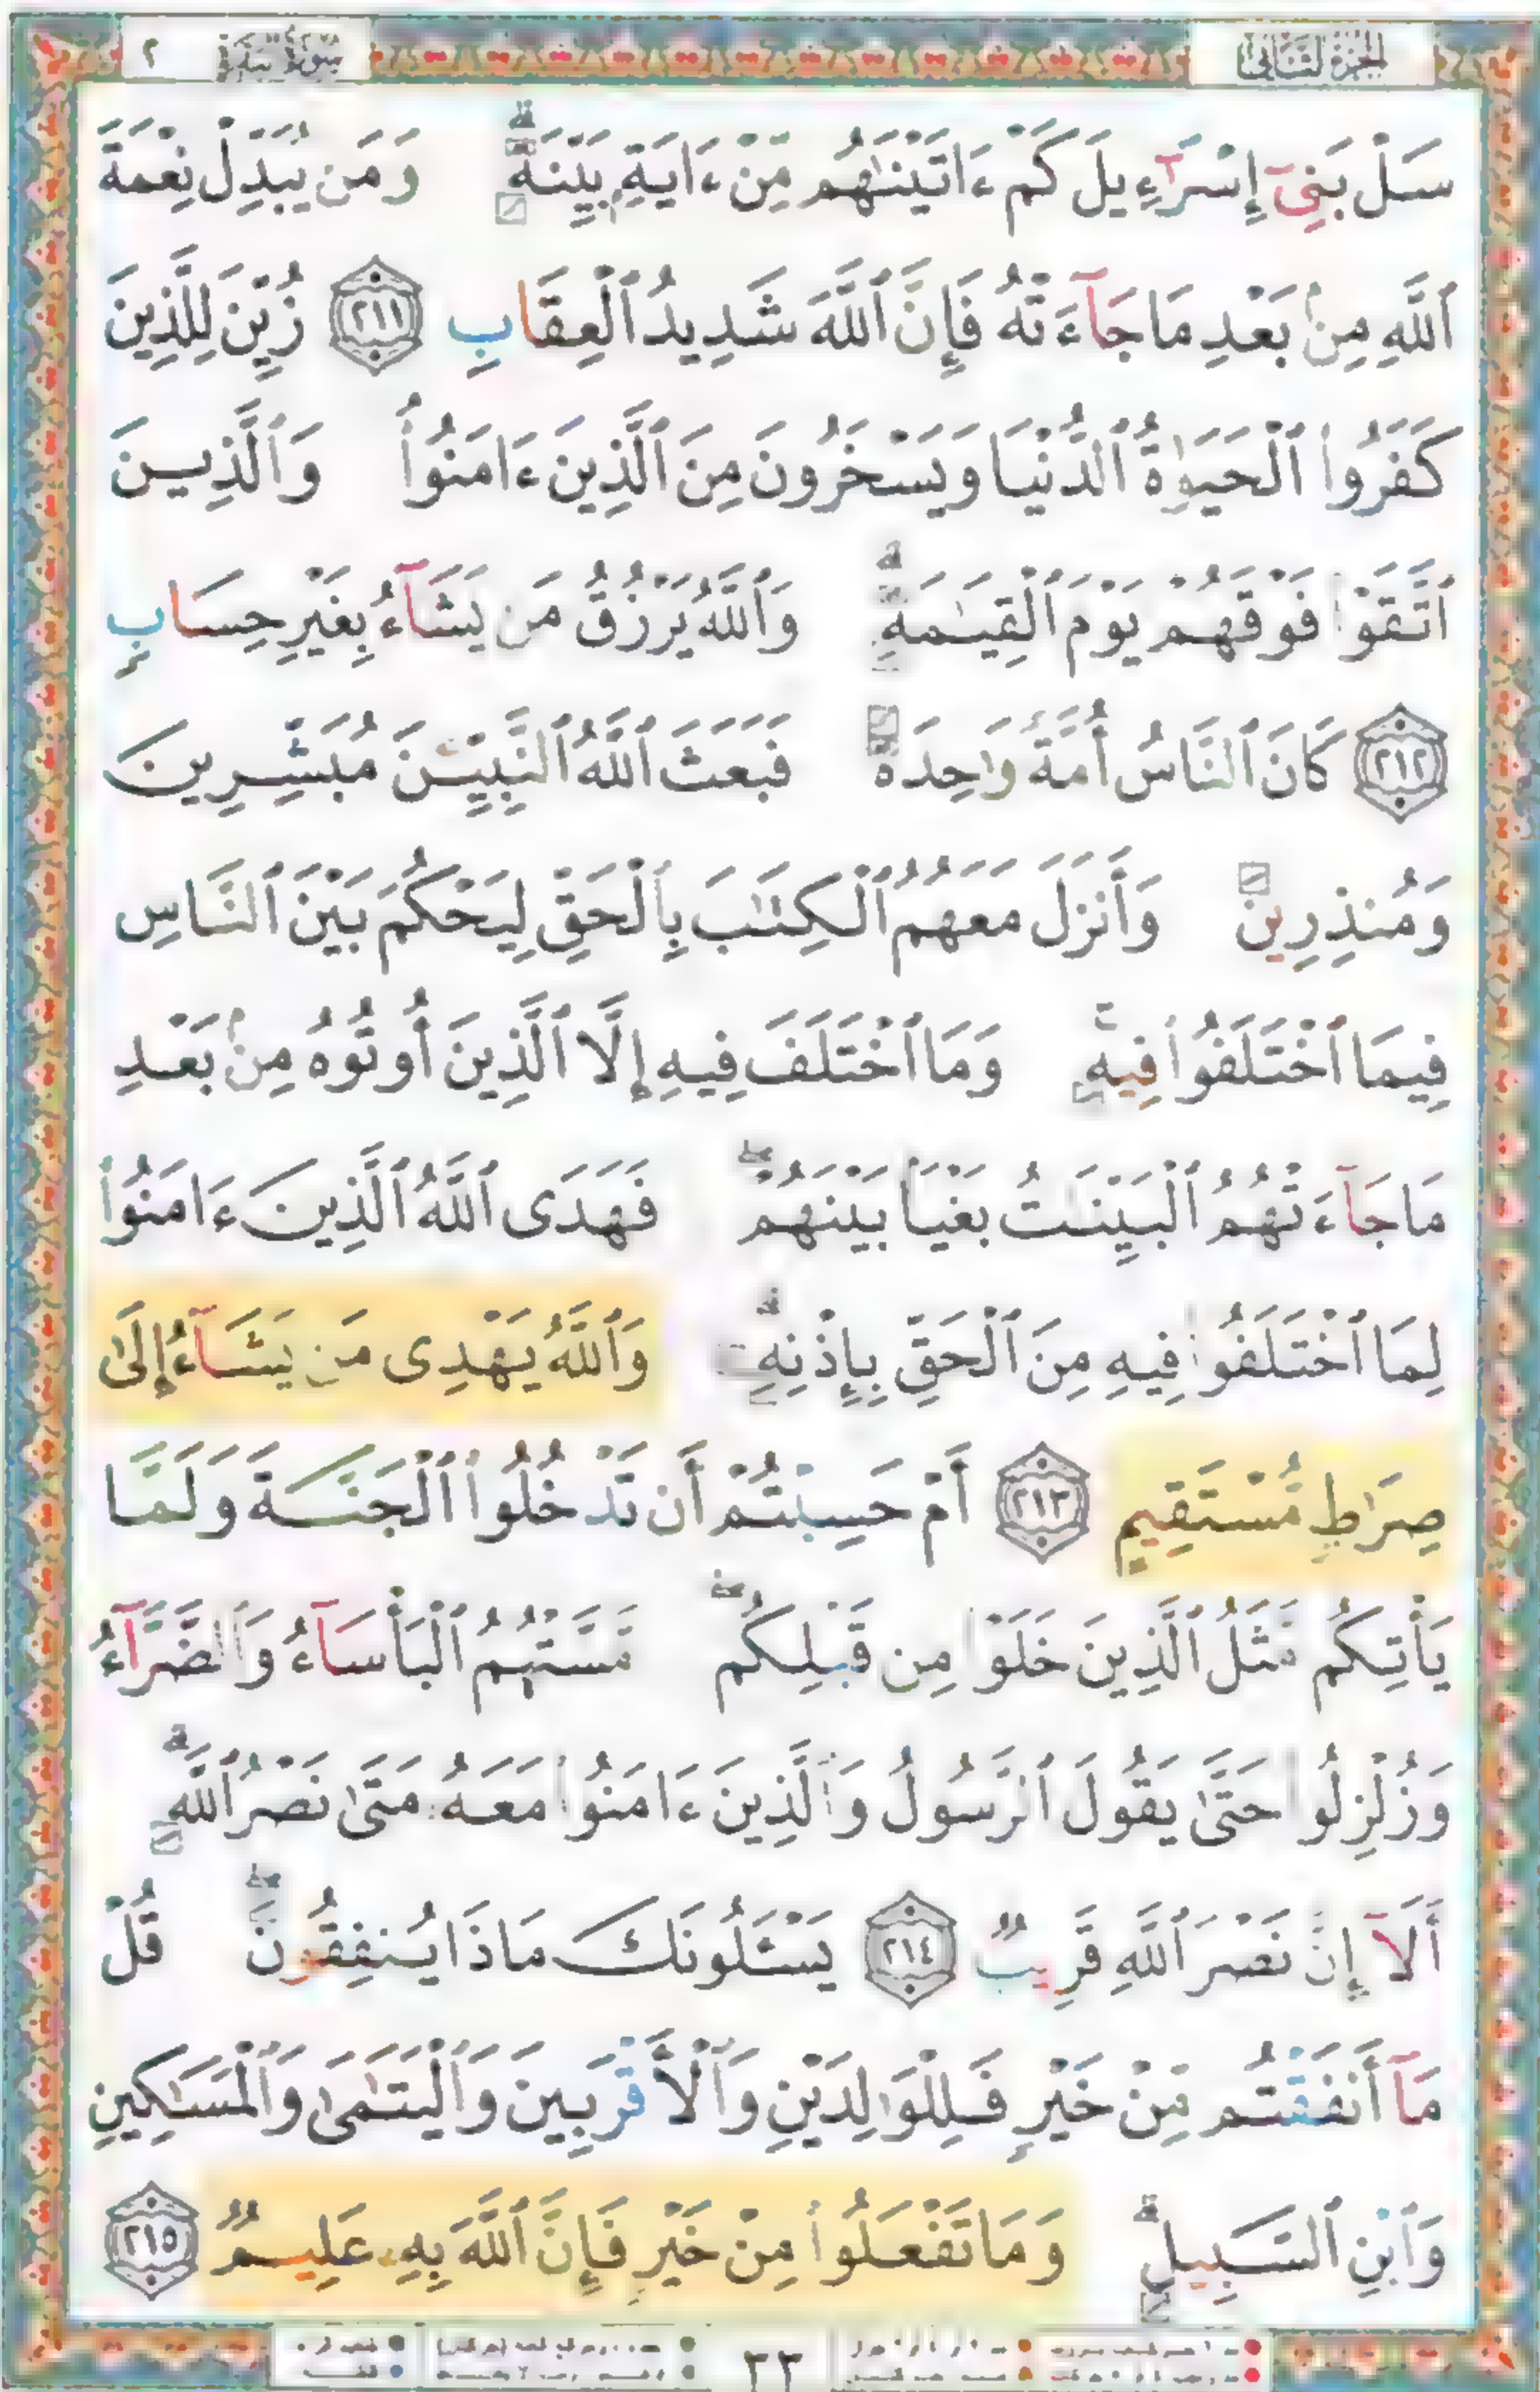 الجزء الثاني
٢
سَلْ بَنِىٓ إِسْرَٰٓءِيلَ كَمْ ءَاتَيْنَٰهُم مِّنْ ءَايَةٍۭ بَيِّنَةٍۢ ۗ وَمَن يُبَدِّلْ نِعْمَةَ
ٱللَّهِ مِنۢ بَعْدِ مَا جَآءَتْهُ فَإِنَّ ٱللَّهَ شَدِيدُ ٱلْعِقَابِ ٢١١ زُيِّنَ لِلَّذِينَ
كَفَرُوا۟ ٱلْحَيَوٰةُ ٱلدُّنْيَا وَيَسْخَرُونَ مِنَ ٱلَّذِينَ ءَامَنُوا۟ۘ وَٱلَّذِينَ
ٱتَّقَوْا۟ فَوْقَهُمْ يَوْمَ ٱلْقِيَٰمَةِ ۗ وَٱللَّهُ يَرْزُقُ مَن يَشَآءُ بِغَيْرِ حِسَابٍ
٢١٢ كَانَ ٱلنَّاسُ أُمَّةً وَٰحِدَةً فَبَعَثَ ٱللَّهُ ٱلنَّبِيِّـۧنَ مُبَشِّرِينَ
وَمُنذِرِينَ وَأَنزَلَ مَعَهُمُ ٱلْكِتَٰبَ بِٱلْحَقِّ لِيَحْكُمَ بَيْنَ ٱلنَّاسِ
فِيمَا ٱخْتَلَفُوا۟ فِيهِ ۚ وَمَا ٱخْتَلَفَ فِيهِ إِلَّا ٱلَّذِينَ أُوتُوهُ مِنۢ بَعْدِ
مَا جَآءَتْهُمُ ٱلْبَيِّنَٰتُ بَغْيًۢا بَيْنَهُمْ ۖ فَهَدَى ٱللَّهُ ٱلَّذِينَ ءَامَنُوا۟
لِمَا ٱخْتَلَفُوا۟ فِيهِ مِنَ ٱلْحَقِّ بِإِذْنِهِۦ ۗ وَٱللَّهُ يَهْدِى مَن يَشَآءُ إِلَىٰ
صِرَٰطٍ مُّسْتَقِيمٍ ٢١٣ أَمْ حَسِبْتُمْ أَن تَدْخُلُوا۟ ٱلْجَنَّةَ وَلَمَّا
يَأْتِكُم مَّثَلُ ٱلَّذِينَ خَلَوْا۟ مِن قَبْلِكُم ۖ مَّسَّتْهُمُ ٱلْبَأْسَآءُ وَٱلضَّرَّآءُ
وَزُلْزِلُوا۟ حَتَّىٰ يَقُولَ ٱلرَّسُولُ وَٱلَّذِينَ ءَامَنُوا۟ مَعَهُۥ مَتَىٰ نَصْرُ ٱللَّهِ ۗ
أَلَآ إِنَّ نَصْرَ ٱللَّهِ قَرِيبٌ ٢١٤ يَسْـَٔلُونَكَ مَاذَا يُنفِقُونَ ۖ قُلْ
مَآ أَنفَقْتُم مِّنْ خَيْرٍ فَلِلْوَٰلِدَيْنِ وَٱلْأَقْرَبِينَ وَٱلْيَتَٰمَىٰ وَٱلْمَسَٰكِينِ
وَٱبْنِ ٱلسَّبِيلِ ۗ وَمَا تَفْعَلُوا۟ مِنْ خَيْرٍ فَإِنَّ ٱللَّهَ بِهِۦ عَلِيمٌ ٢١٥
٣٣